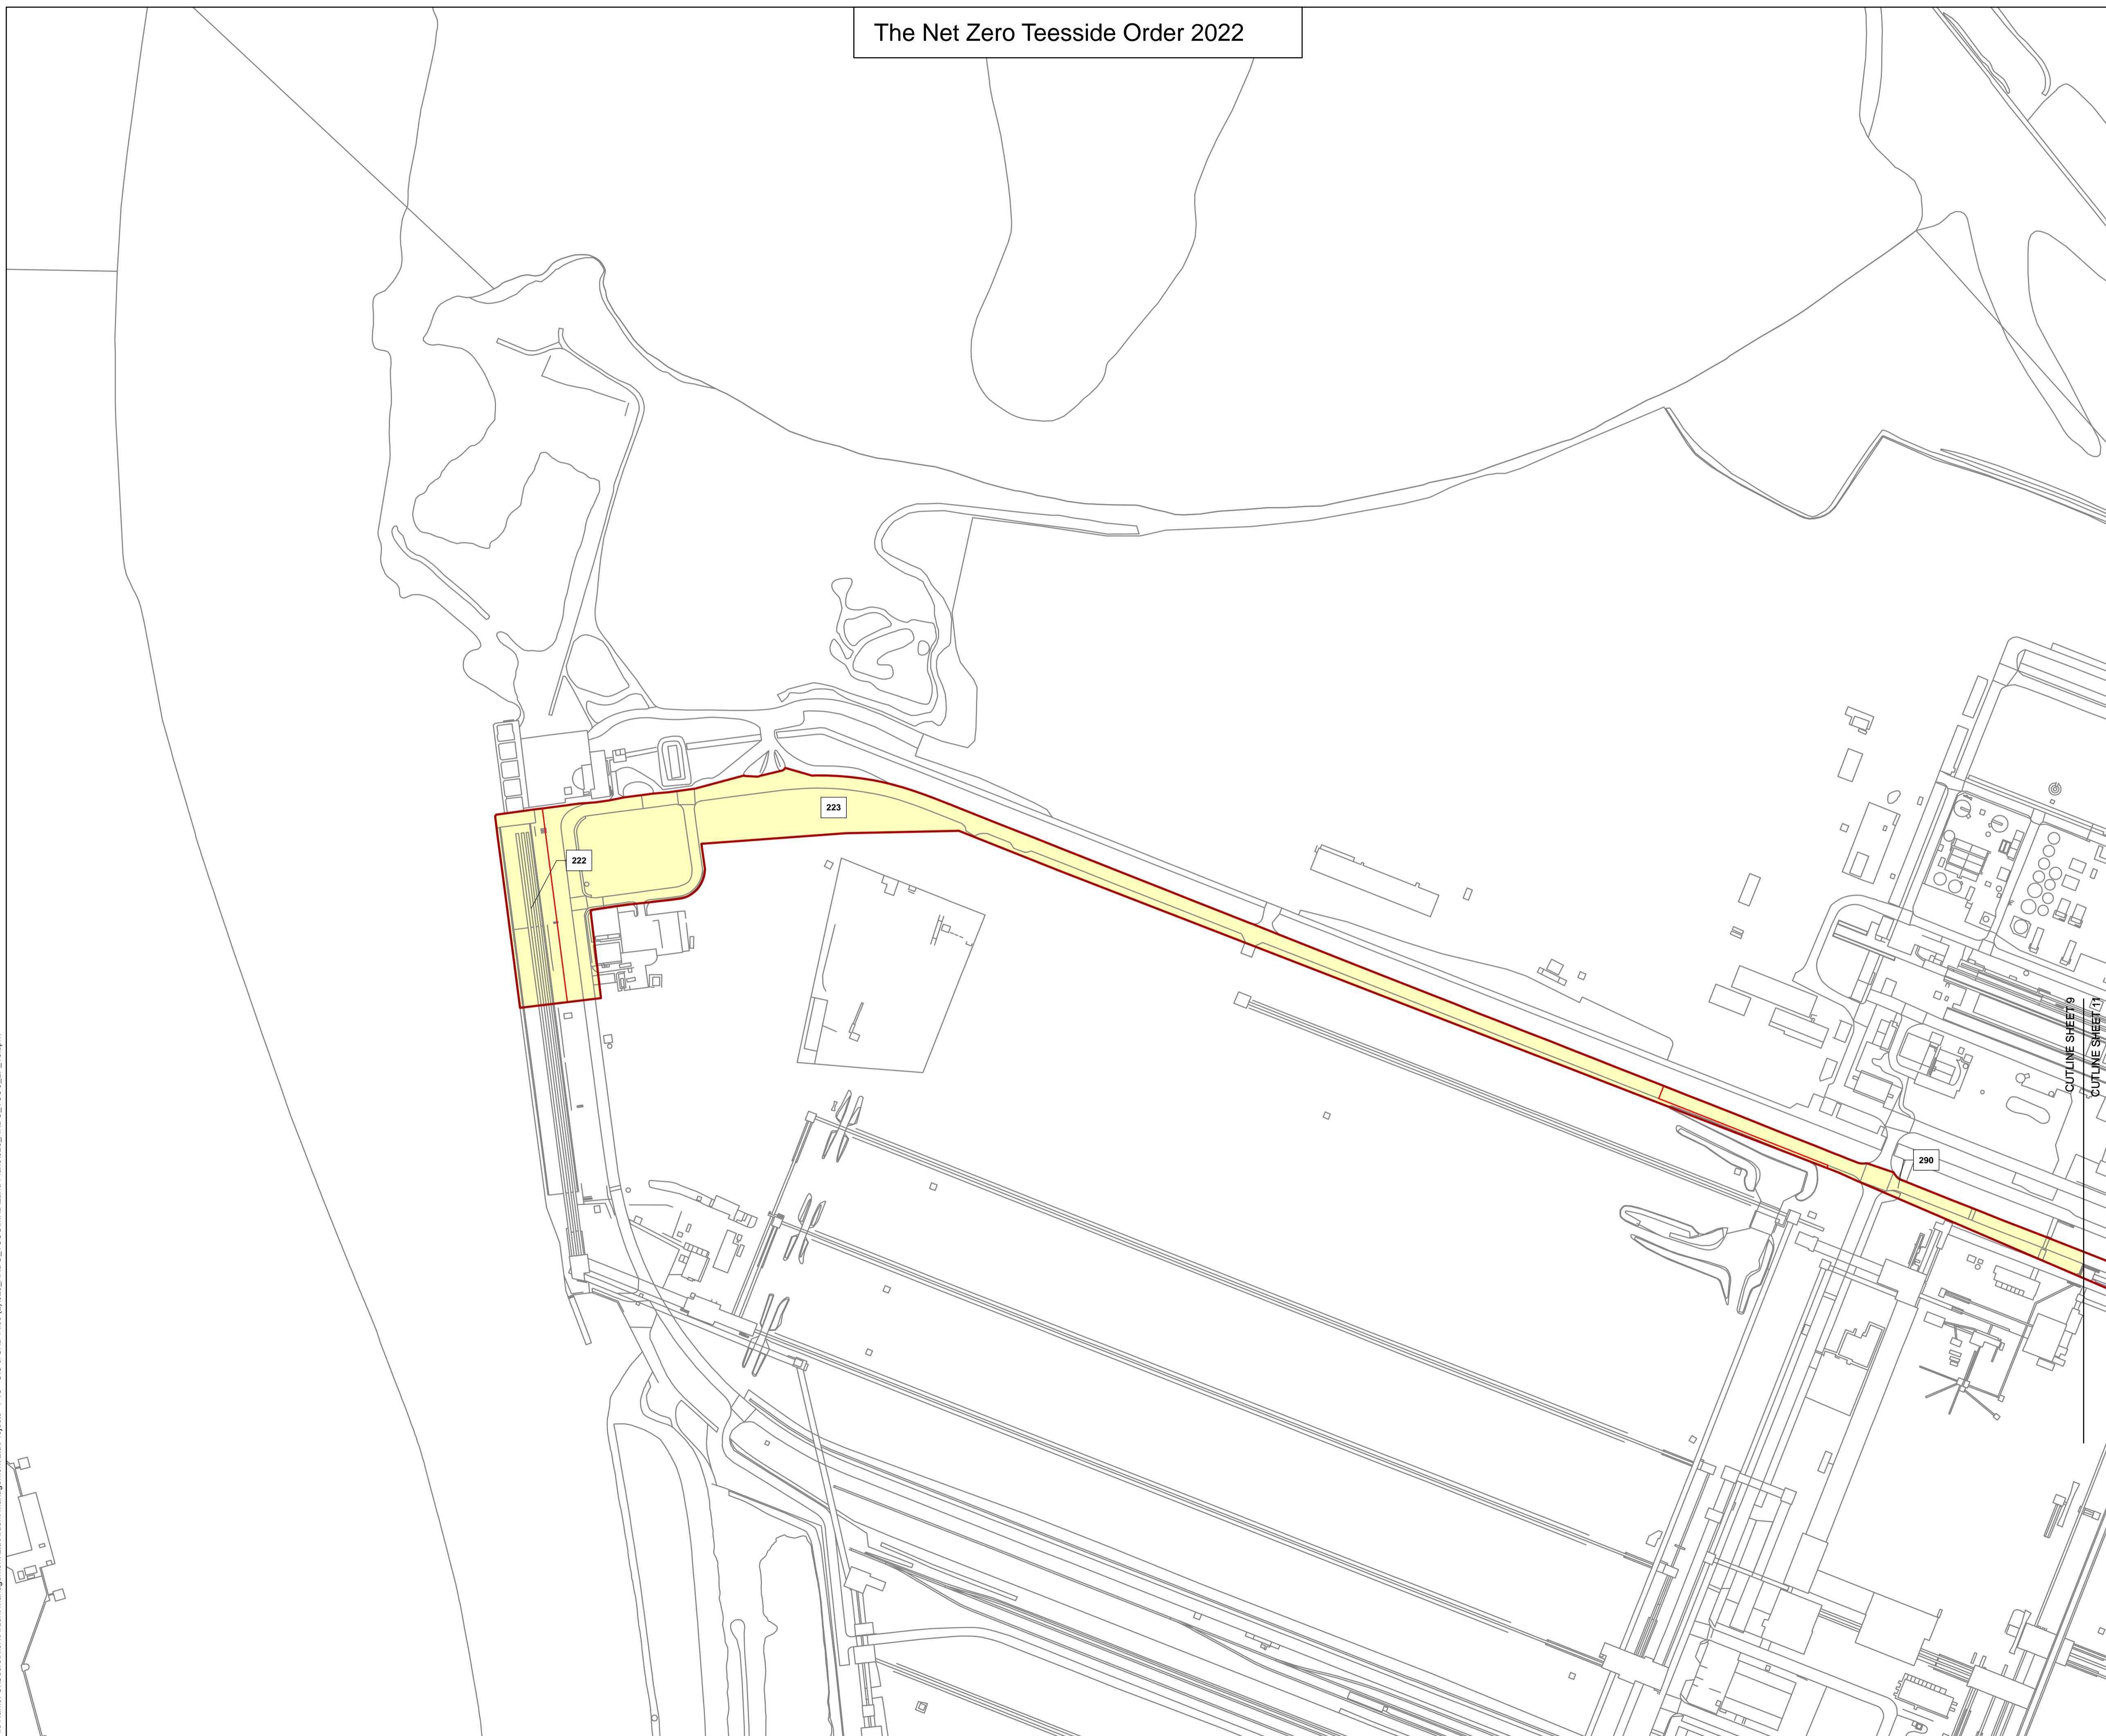 The Net Zero Teesside Order 2022
223
222
CUTLINE SHEET 9
CUTLINE SHEET 11
290